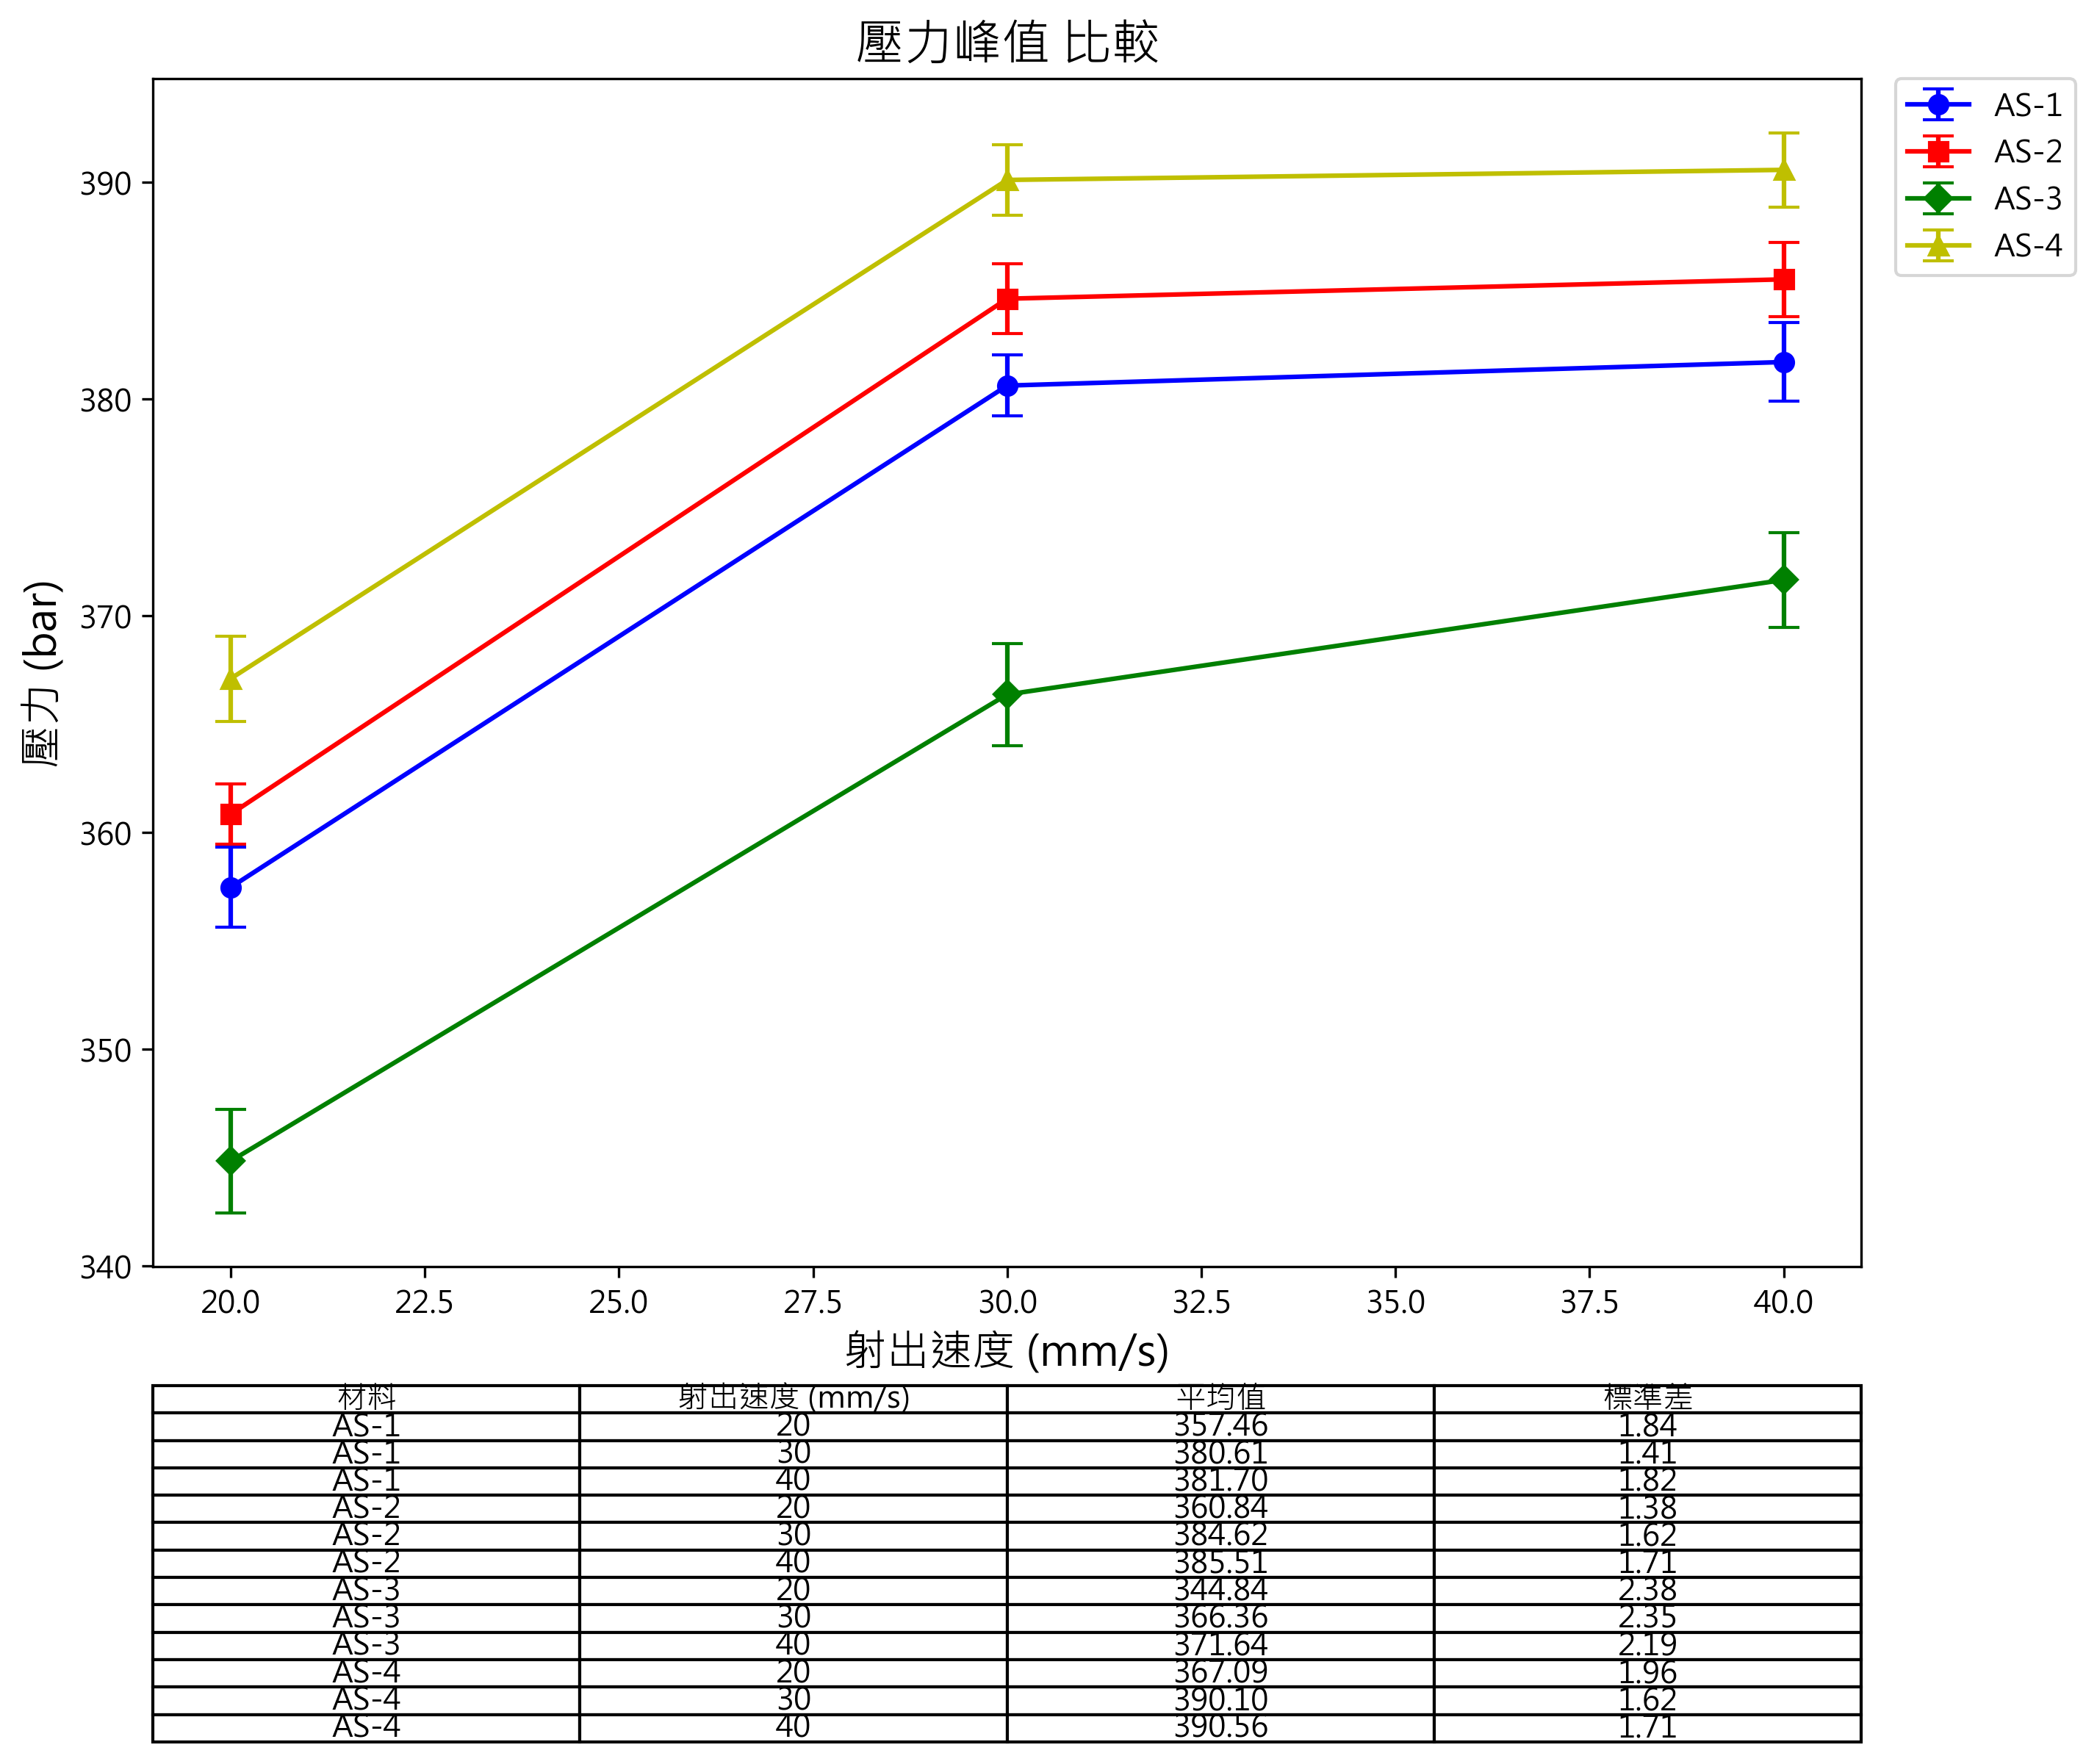 壓力峰值 比較
AS-1
AS-2
AS-3
AS-4
壓力 (bar)
390
380
370
360
350
340
20.0 22.5 25.0 27.5 30.0 32.5 35.0 37.5 40.0
射出速度 (mm/s)
材料 射出速度 (mm/s) 平均值 標準差
AS-1 20 357.46 1.84
AS-1 30 380.61 1.41
AS-1 40 381.70 1.82
AS-2 20 360.84 1.38
AS-2 30 384.62 1.62
AS-2 40 385.51 1.71
AS-3 20 344.84 2.38
AS-3 30 366.36 2.35
AS-3 40 371.64 2.19
AS-4 20 367.09 1.96
AS-4 30 390.10 1.62
AS-4 40 390.56 1.71